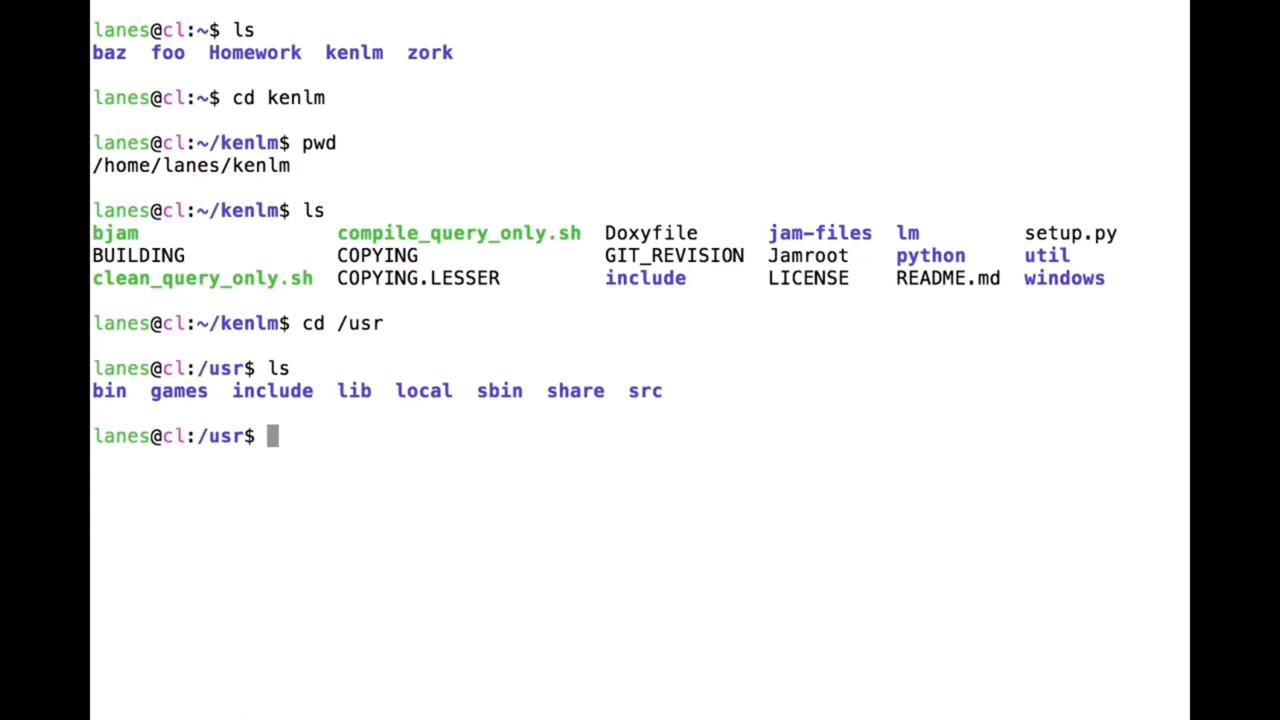 lanes@cl:~$ ls
baz  foo  Homework  kenlm  zork
lanes@cl:~$ cd kenlm
lanes@cl:~/kenlm$ pwd
/home/lanes/kenlm
lanes@cl:~/kenlm$ ls
bjam                 compile_query_only.sh  Doxyfile      jam-files  lm         setup.py
BUILDING             COPYING                GIT_REVISION  Jamroot    python     util
clean_query_only.sh  COPYING.LESSER         include       LICENSE    README.md  windows
lanes@cl:~/kenlm$ cd /usr
lanes@cl:/usr$ ls
bin  games  include  lib  local  sbin  share  src
lanes@cl:/usr$